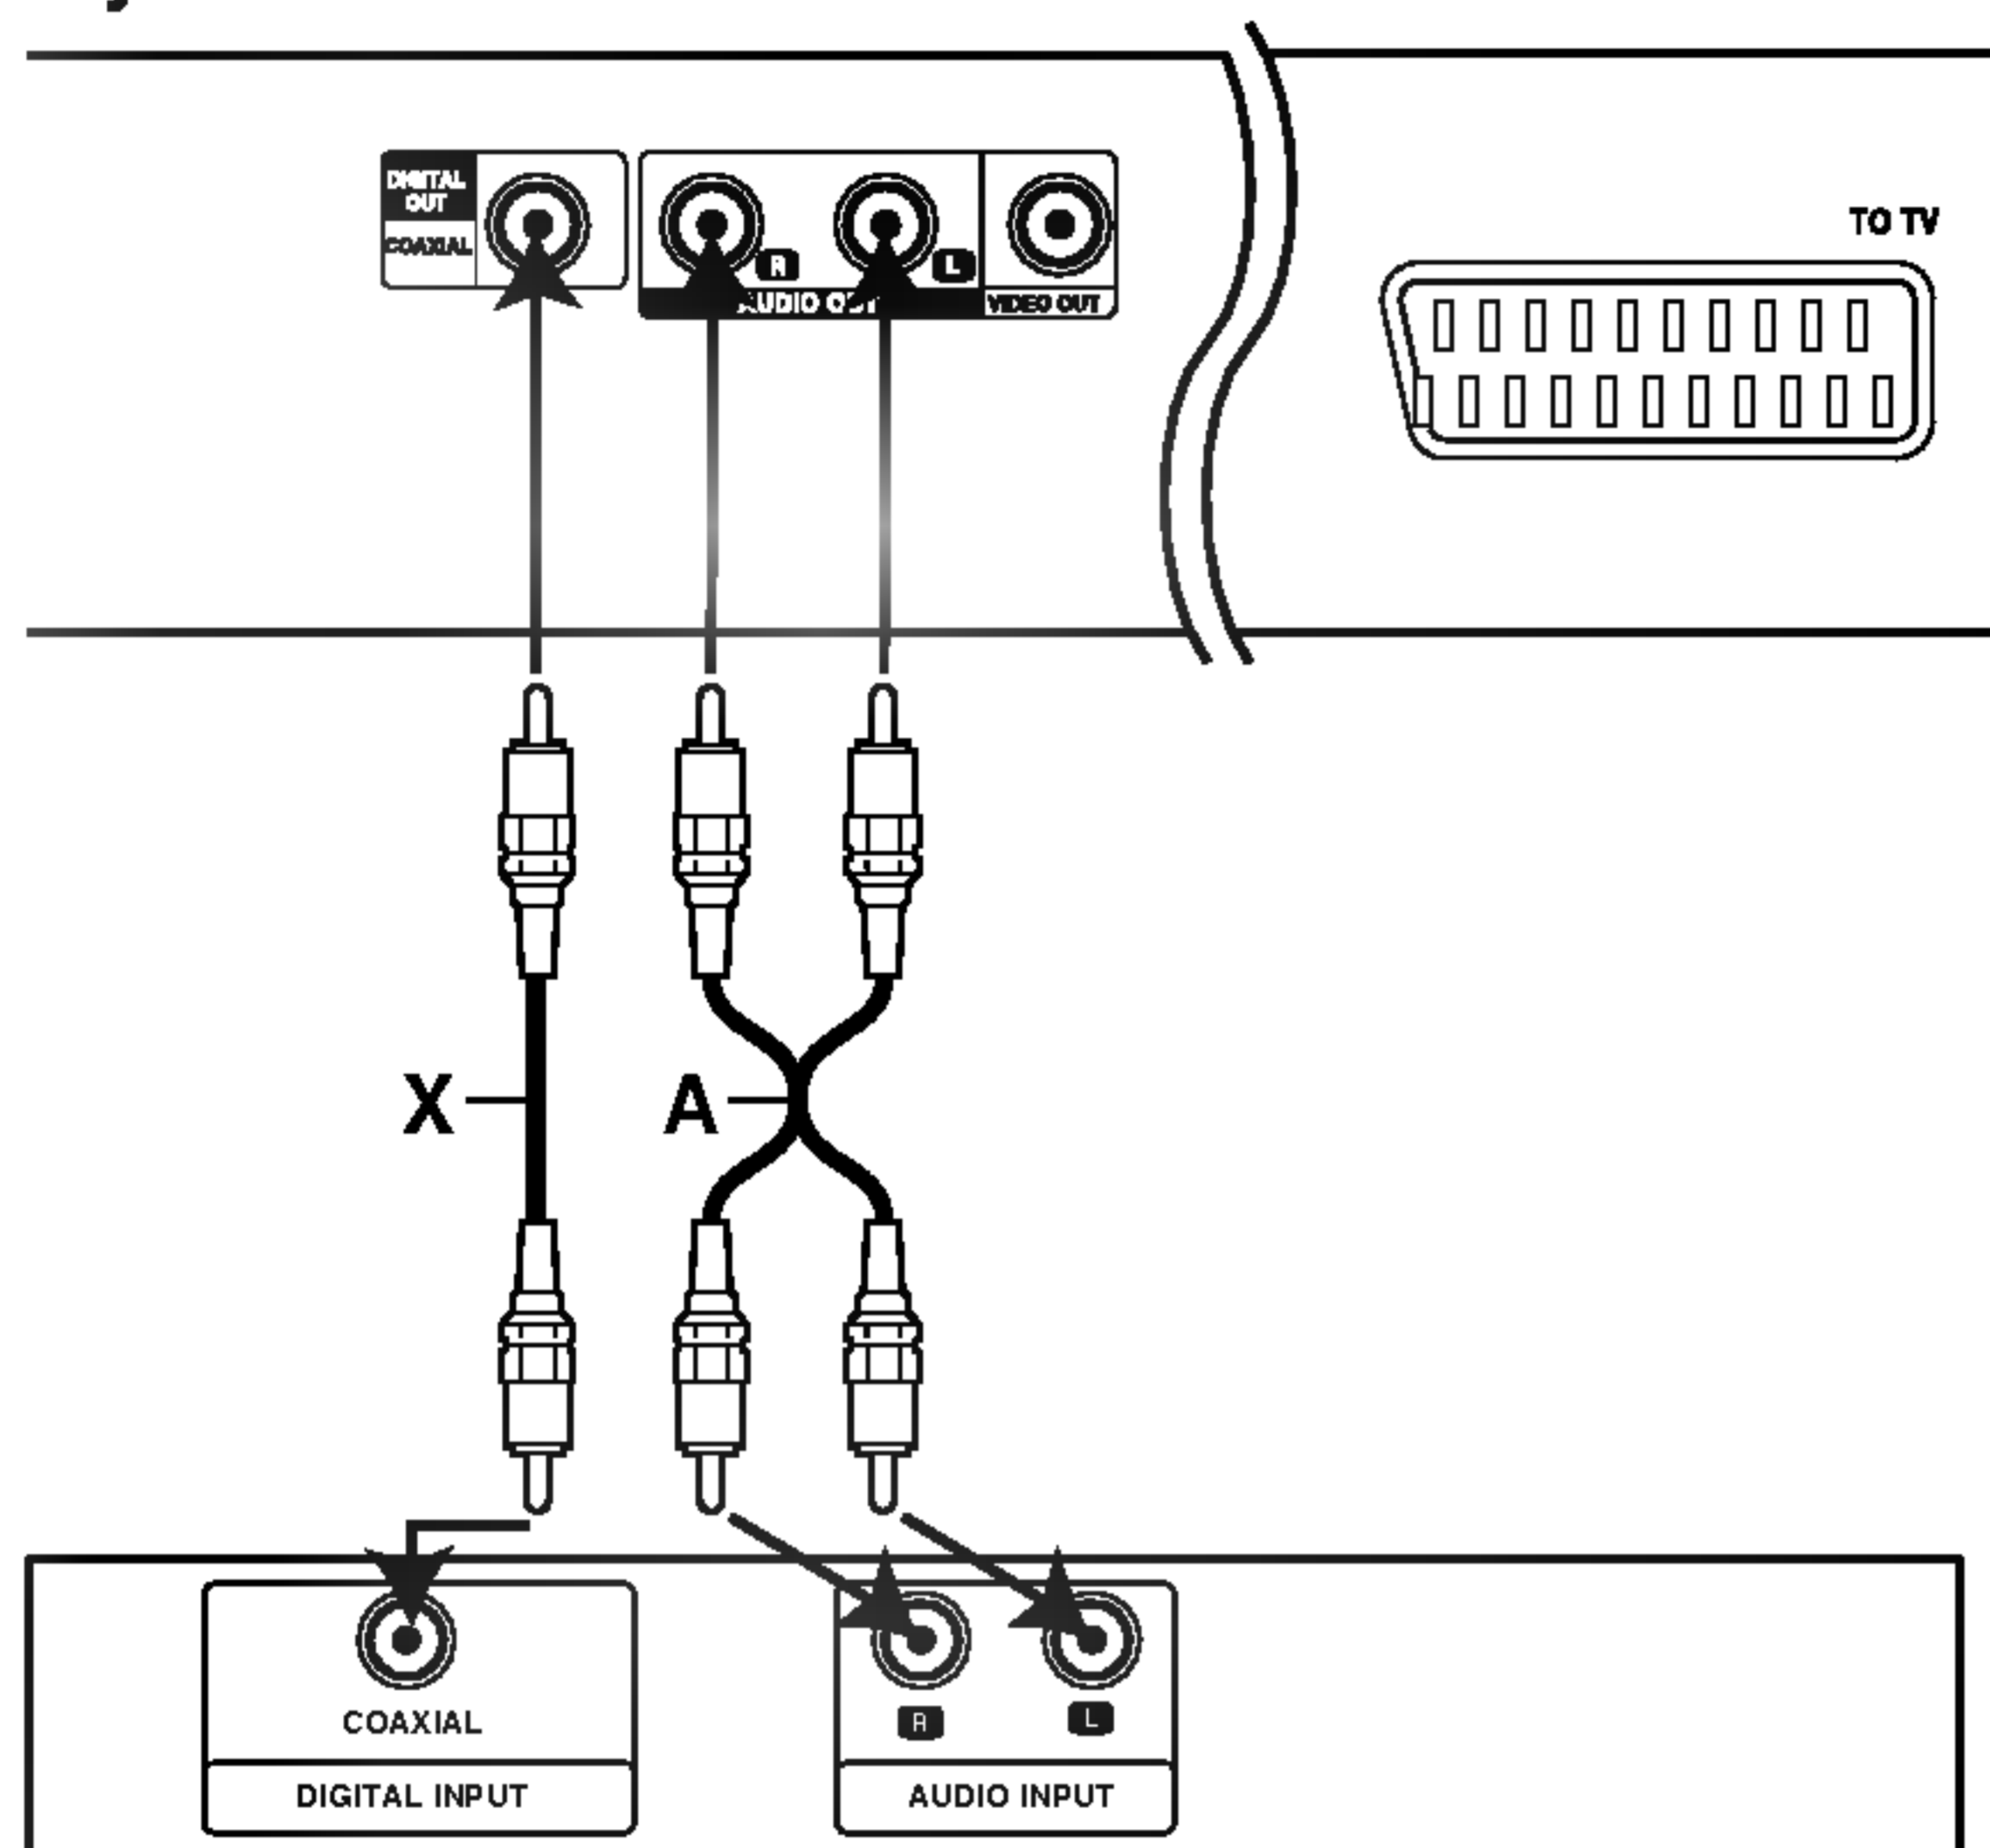 DIGITAL
OUT
COAXIAL
R
L
AUDIO OUT
VIDEO OUT
TO TV
X
A
COAXIAL
R
L
DIGITAL INPUT
AUDIO INPUT